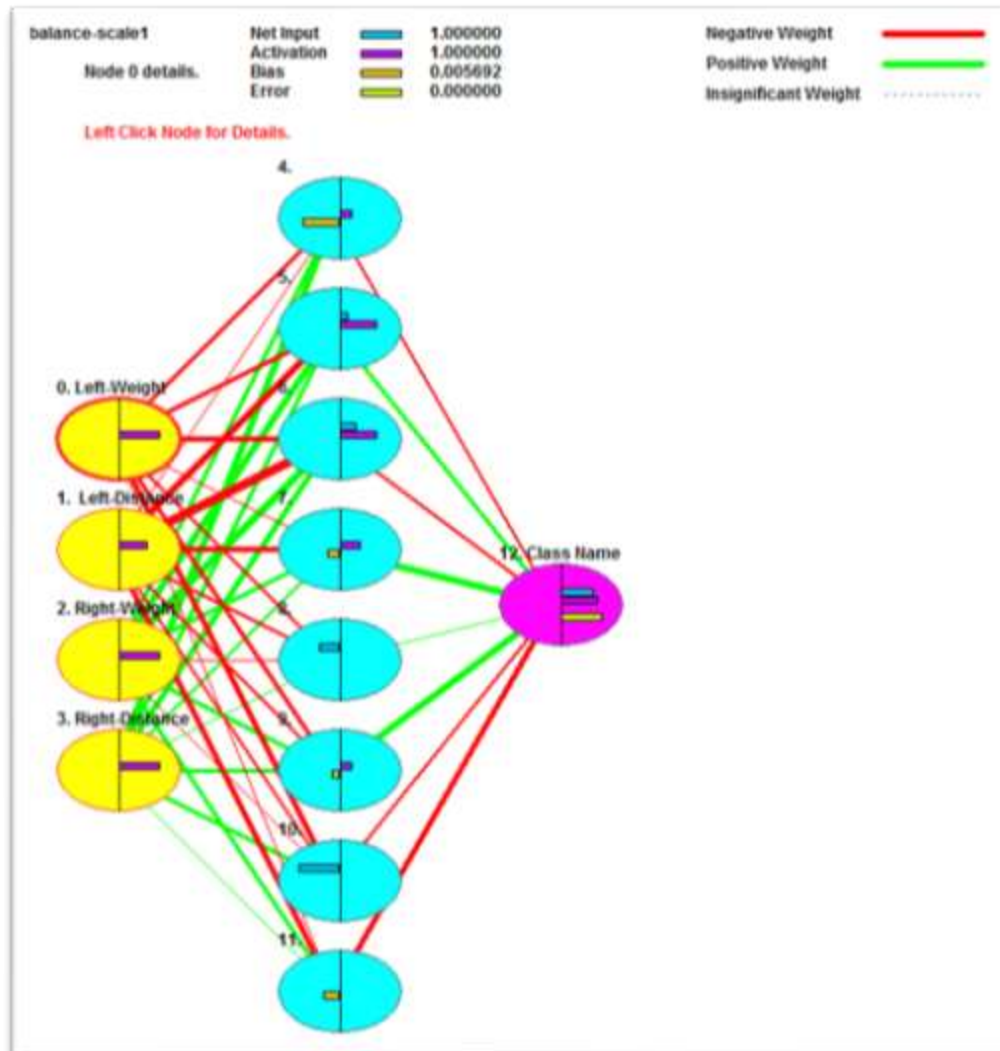 balance-scale1
Node 0 details.
Net Input 1.000000
Activation 1.000000
Bias 0.005692
Error 0.000000
Negative Weight
Positive Weight
Insignificant Weight
Left Click Node for Details.
4.
5.
0. Left-Weight
6.
1. Left-Distance
7.
12. Class Name
2. Right-Weight
8.
3. Right-Distance
9.
10.
11.